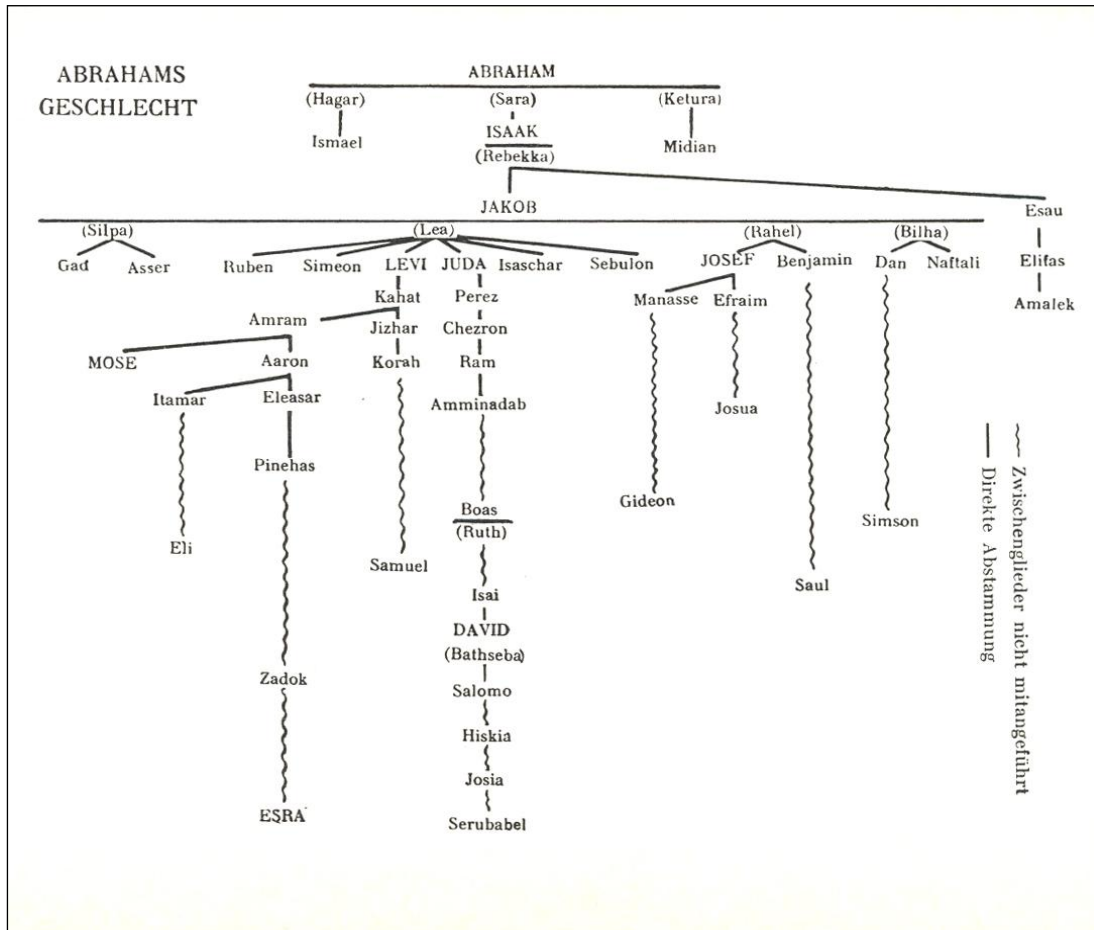 ABRAHAMS
GESCHLECHT
ABRAHAM
(Hagar) (Sara) (Ketura)
Ismael ISAAK Midian
(Rebekka)
JAKOB Esau
(Silpa) (Lea) (Rahel) (Bilha)
Gad Asser Ruben Simeon LEVI JUDA Isaschar Sebulon JOSEF Benjamin Dan Naftali Elifas
Kahat Perez Manasse Efraim Amalek
Amram Jizhar Chezron
MOSE Aaron Korah Ram
Itamar Eleasar Amminadab Josua
Pinehas
Gideon
Boas Simson
(Ruth)
Eli Samuel Saul
Isai
DAVID
(Bathseba)
Zadok Salomo
Hiskia
Josia
ESRA Serubabel
Zwischenglieder nicht mitangeführt
Direkte Abstammung